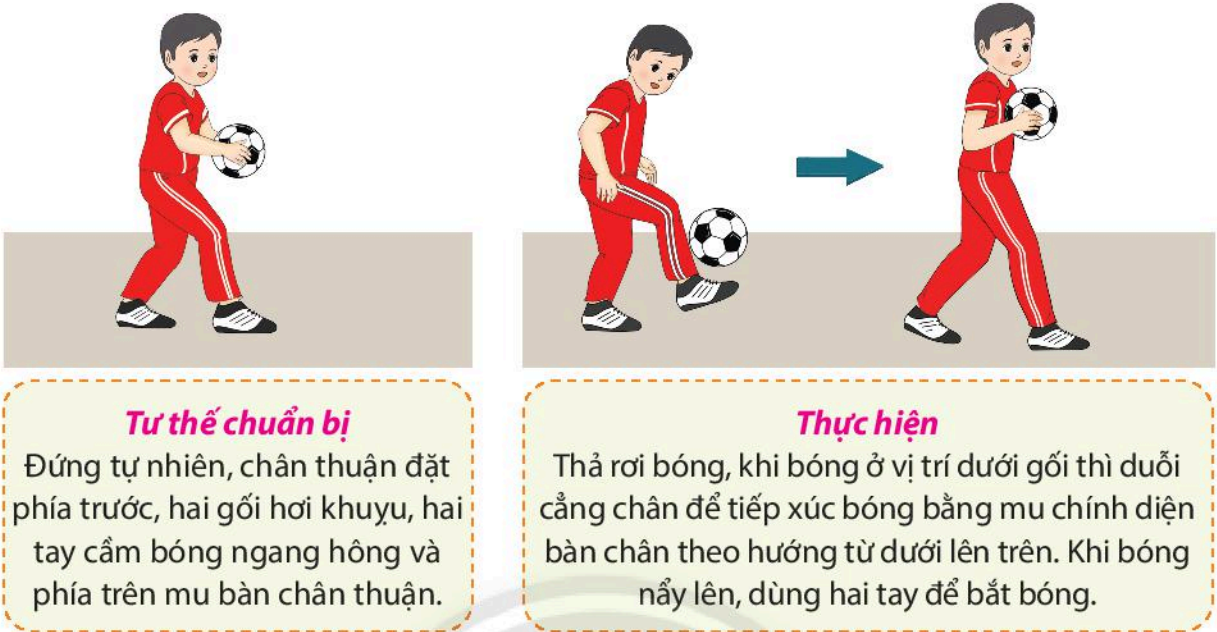 Tư thế chuẩn bị
Đứng tự nhiên, chân thuận đặt
phía trước, hai gối hơi khuỵu, hai
tay cầm bóng ngang hông và
phía trên mu bàn chân thuận.
Thực hiện
Thả rơi bóng, khi bóng ở vị trí dưới gối thì duỗi
cẳng chân để tiếp xúc bóng bằng mu chính diện
bàn chân theo hướng từ dưới lên trên. Khi bóng
nẩy lên, dùng hai tay để bắt bóng.